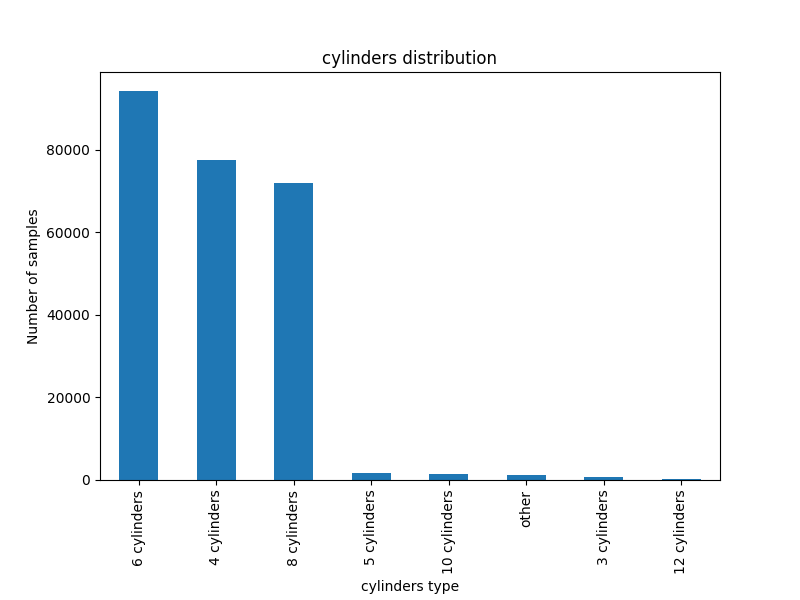 cylinders distribution
Number of samples
80000
60000
40000
20000
0
6 cylinders
4 cylinders
8 cylinders
5 cylinders
10 cylinders
other
3 cylinders
12 cylinders
cylinders type